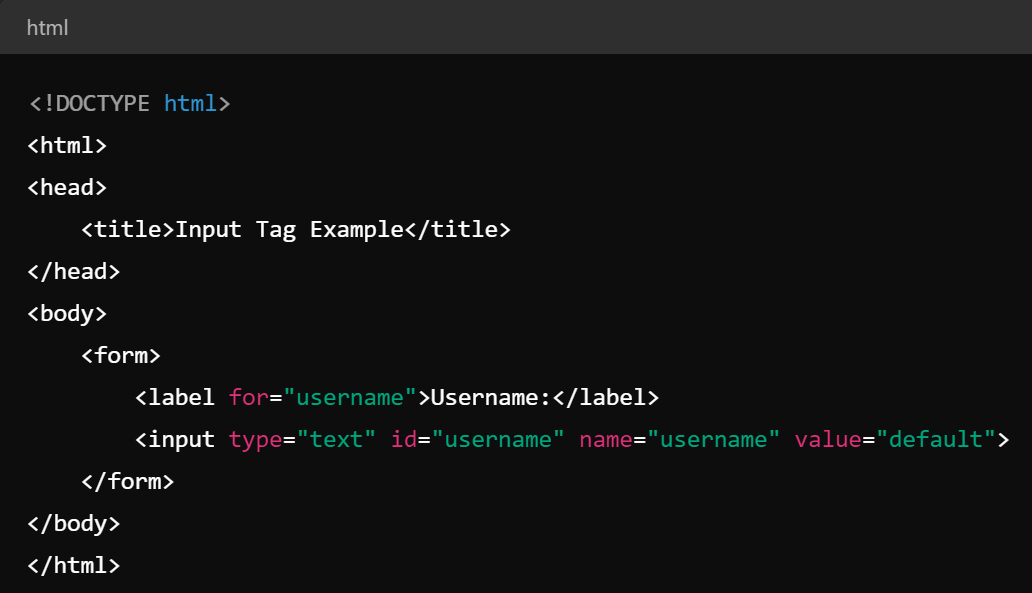 html
<!DOCTYPE html>
<html>
<head>
    <title>Input Tag Example</title>
</head>
<body>
    <form>
        <label for="username">Username:</label>
        <input type="text" id="username" name="username" value="default">
    </form>
</body>
</html>